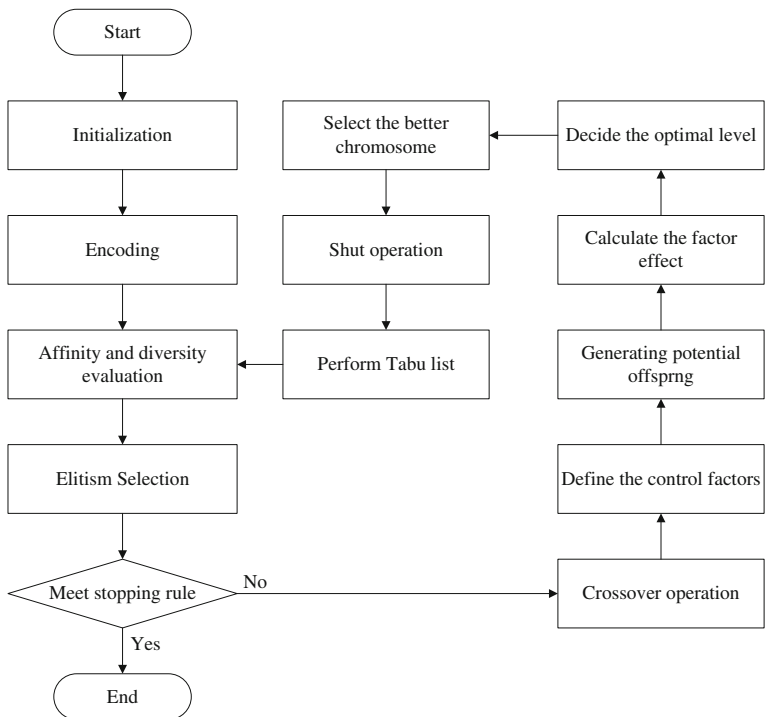 Start
Initialization
Encoding
Affinity and diversity
evaluation
Elitism Selection
Meet stopping rule
No
Yes
End
Select the better
chromosome
Shut operation
Perform Tabu list
Decide the optimal level
Calculate the factor
effect
Generating potential
offsprng
Define the control factors
Crossover operation